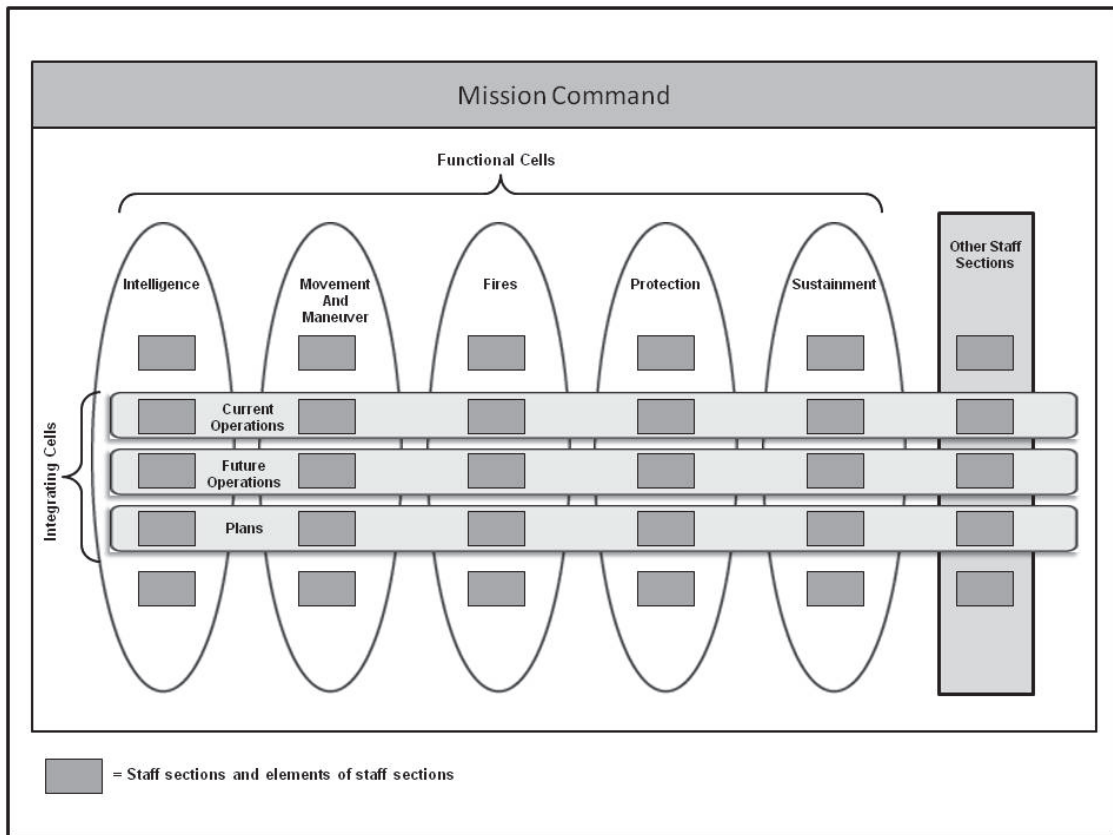 Mission Command
Functional Cells
Intelligence
Movement
And
Maneuver
Fires
Protection
Sustainment
Other Staff
Sections
Integrating Cells
Current
Operations
Future
Operations
Plans
= Staff sections and elements of staff sections